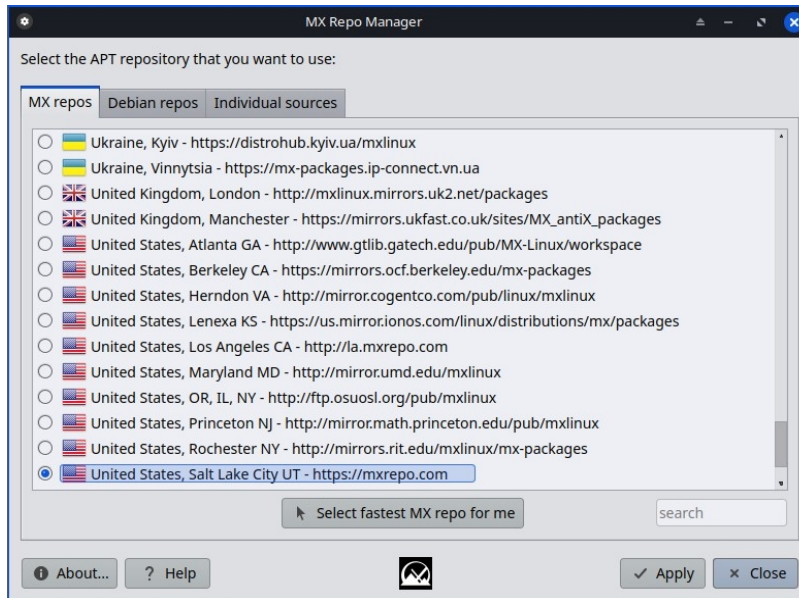 MX Repo Manager
Select the APT repository that you want to use:
MX repos Debian repos Individual sources
Ukraine, Kyiv - https://distrohub.kyiv.ua/mxlinux
Ukraine, Vinnytsia - https://mx-packages.ip-connect.vn.ua
United Kingdom, London - http://mxlinux.mirrors.uk2.net/packages
United Kingdom, Manchester - https://mirrors.ukfast.co.uk/sites/MX_antiX_packages
United States, Atlanta GA - http://www.gtlib.gatech.edu/pub/MX-Linux/workspace
United States, Berkeley CA - https://mirrors.ocf.berkeley.edu/mx-packages
United States, Herndon VA - http://mirror.cogentco.com/pub/linux/mxlinux
United States, Lenexa KS - https://us.mirror.ionos.com/linux/distributions/mx/packages
United States, Los Angeles CA - http://la.mxrepo.com
United States, Maryland MD - http://mirror.umd.edu/mxlinux
United States, OR, IL, NY - http://ftp.osuosl.org/pub/mxlinux
United States, Princeton NJ - http://mirror.math.princeton.edu/pub/mxlinux
United States, Rochester NY - http://mirrors.rit.edu/mxlinux/mx-packages
United States, Salt Lake City UT - https://mxrepo.com
Select fastest MX repo for me search
About... ? Help Apply Close